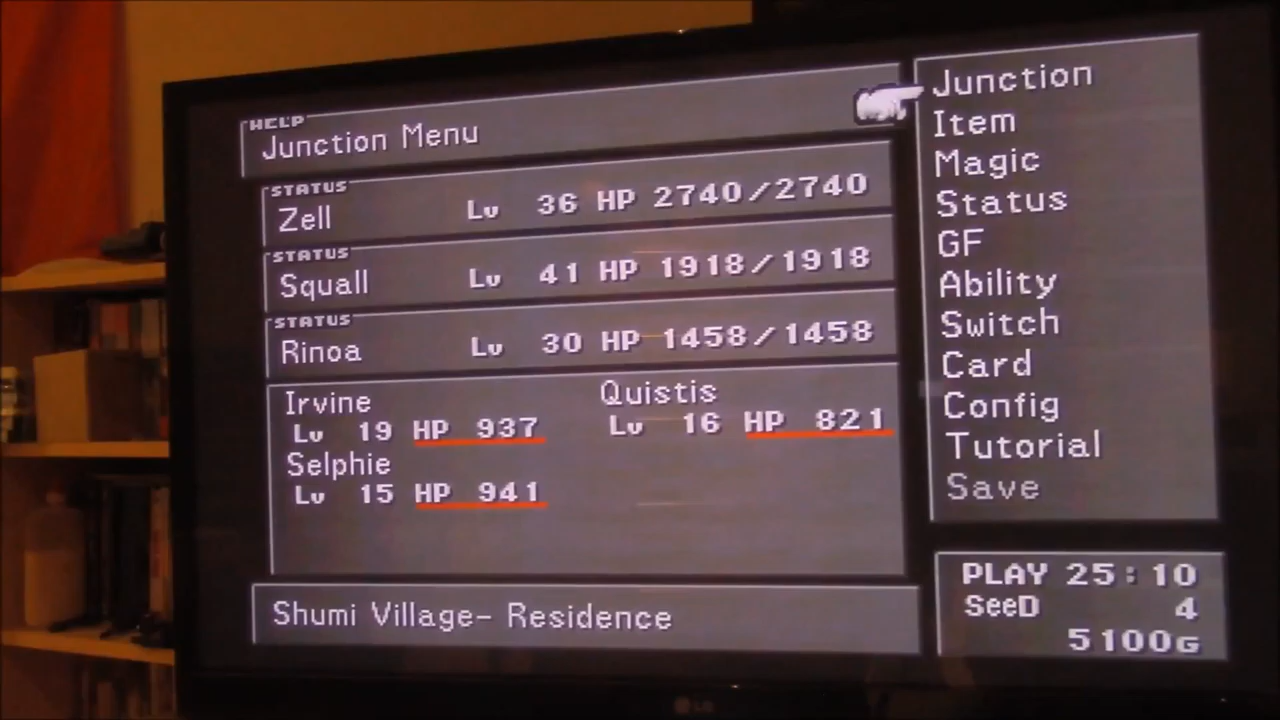 HELP
Junction Menu
STATUS
Zell Lv 36 HP 2740/2740
STATUS
Squall Lv 41 HP 1918/1918
STATUS
Rinoa Lv 30 HP 1458/1458
Irvine Quistis
Lv 19 HP 937 Lv 16 HP 821
Selphie
Lv 15 HP 941
Shumi Village- Residence
Junction
Item
Magic
Status
GF
Ability
Switch
Card
Config
Tutorial
Save
PLAY 25:10
SeeD 4
5100G
LG